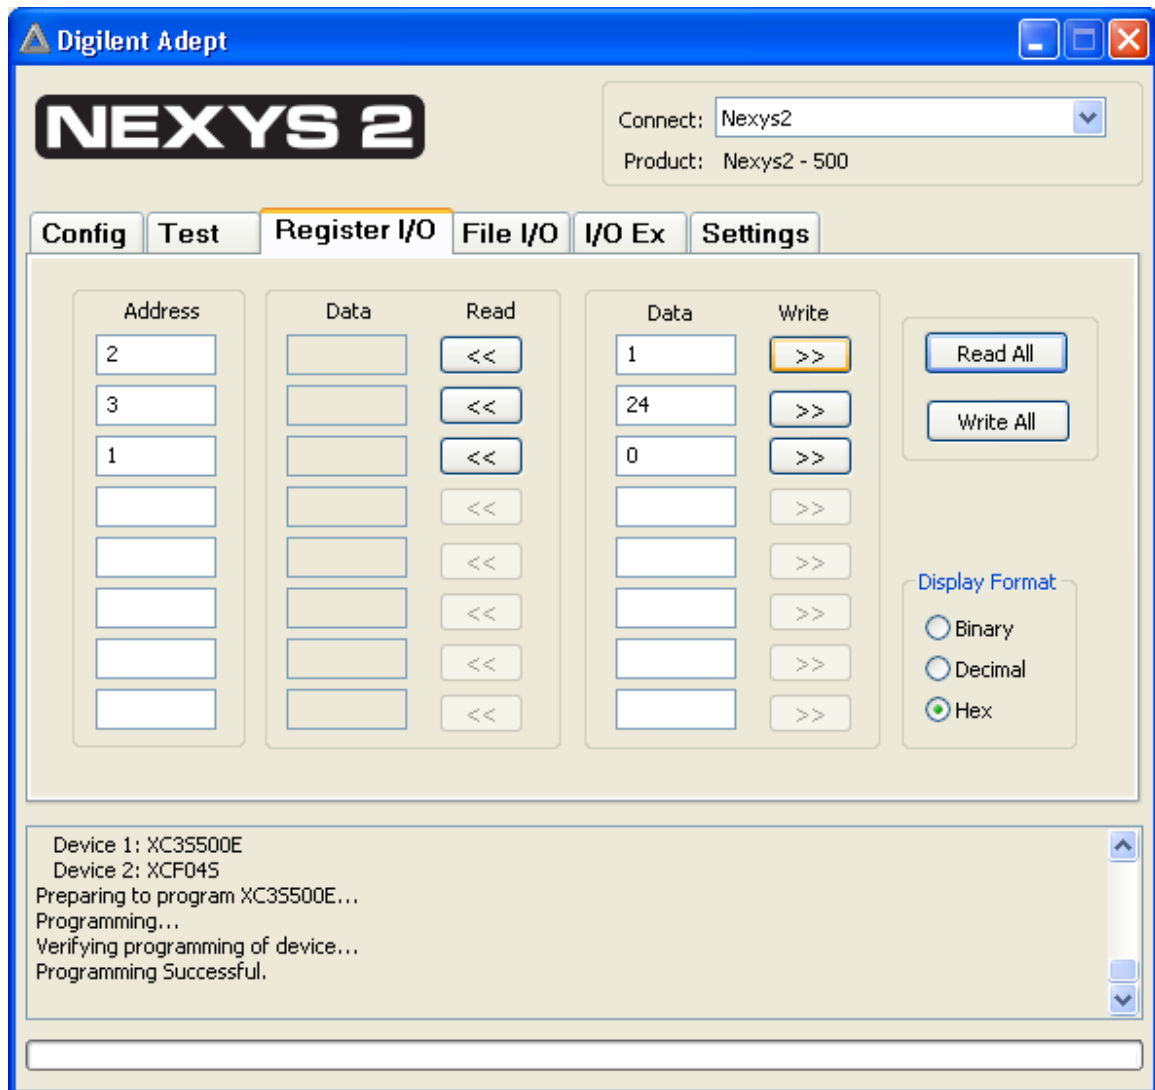 Digilent Adept
NEXYS 2
Connect: Nexys2
Product: Nexys2 - 500
Config Test Register I/O File I/O I/O Ex Settings
Address Data Read Data Write
2 << 1 >> Read All
3 << 24 >>
Write All
1 << 0 >>
<< >>
<< >>
Display Format
<< >>
Binary
<< >>
Decimal
<< >>
Hex
Device 1: XC3S500E
Device 2: XCF04S
Preparing to program XC3S500E...
Programming...
Verifying programming of device...
Programming Successful.